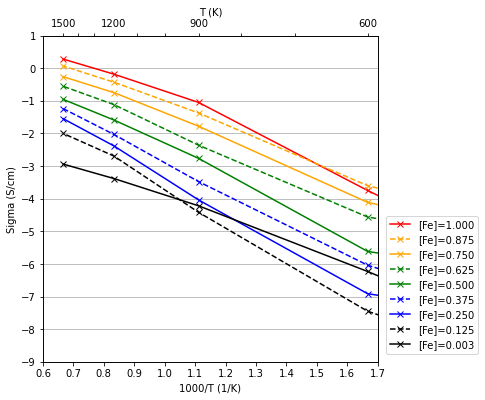 T (K)
1500 1200 900 600
1
0
−1
−2
−3
−4
−5
−6
−7
−8
−9
Sigma (S/cm)
0.6 0.7 0.8 0.9 1.0 1.1 1.2 1.3 1.4 1.5 1.6 1.7
1000/T (1/K)
[Fe]=1.000
[Fe]=0.875
[Fe]=0.750
[Fe]=0.625
[Fe]=0.500
[Fe]=0.375
[Fe]=0.250
[Fe]=0.125
[Fe]=0.003